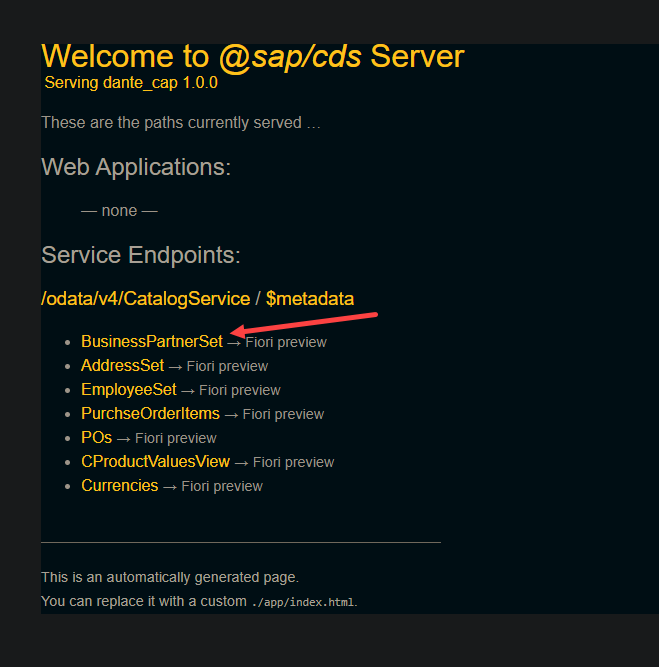 Welcome to @sap/cds Server
Serving dante_cap 1.0.0
These are the paths currently served …
Web Applications:
— none —
Service Endpoints:
/odata/v4/CatalogService / $metadata
• BusinessPartnerSet → Fiori preview
• AddressSet → Fiori preview
• EmployeeSet → Fiori preview
• PurchseOrderItems → Fiori preview
• POs → Fiori preview
• CProductValuesView → Fiori preview
• Currencies → Fiori preview
This is an automatically generated page.
You can replace it with a custom ./app/index.html.